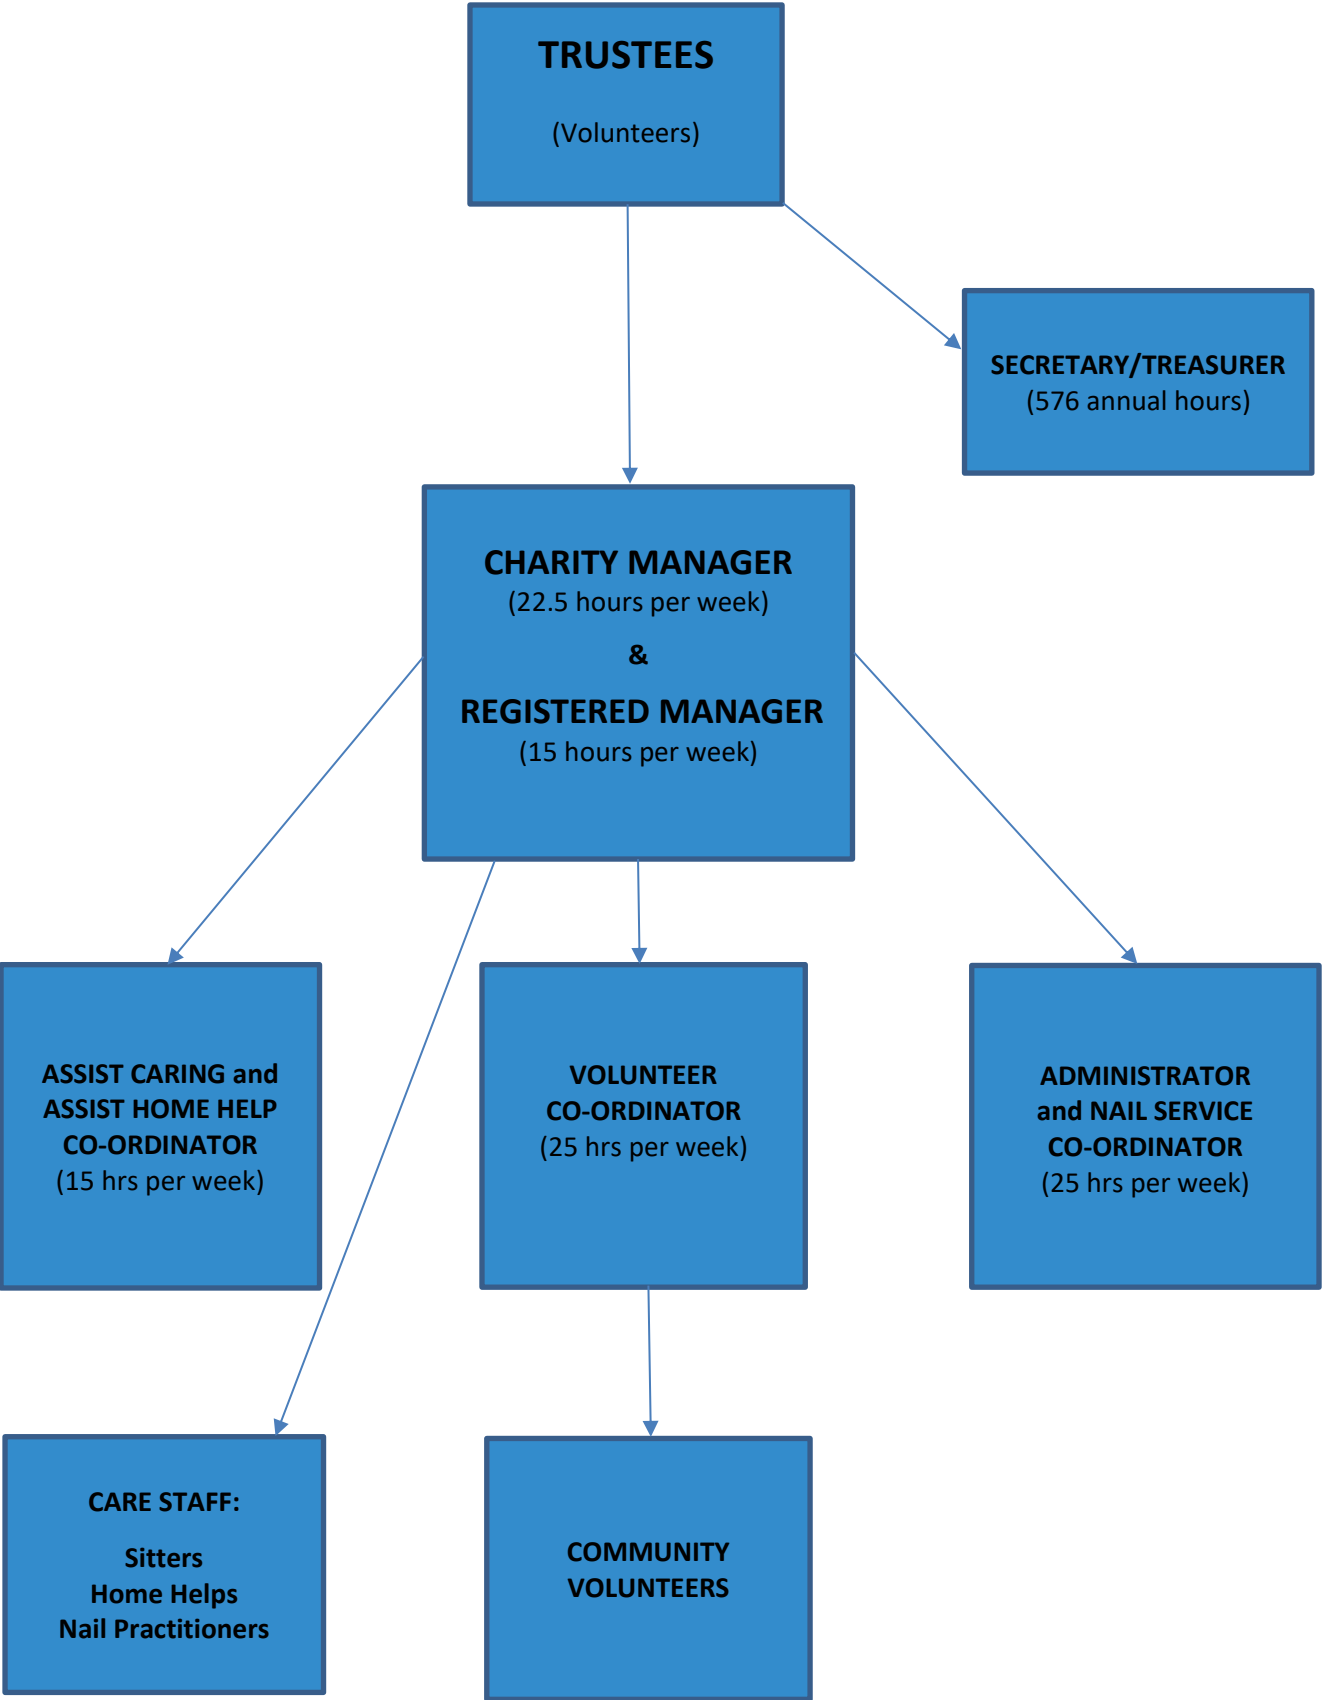 TRUSTEES
(Volunteers)
SECRETARY/TREASURER
(576 annual hours)
CHARITY MANAGER
(22.5 hours per week)
&
REGISTERED MANAGER
(15 hours per week)
ASSIST CARING and
ASSIST HOME HELP
CO-ORDINATOR
(15 hrs per week)
VOLUNTEER
CO-ORDINATOR
(25 hrs per week)
ADMINISTRATOR
and NAIL SERVICE
CO-ORDINATOR
(25 hrs per week)
CARE STAFF:
Sitters
Home Helps
Nail Practitioners
COMMUNITY
VOLUNTEERS